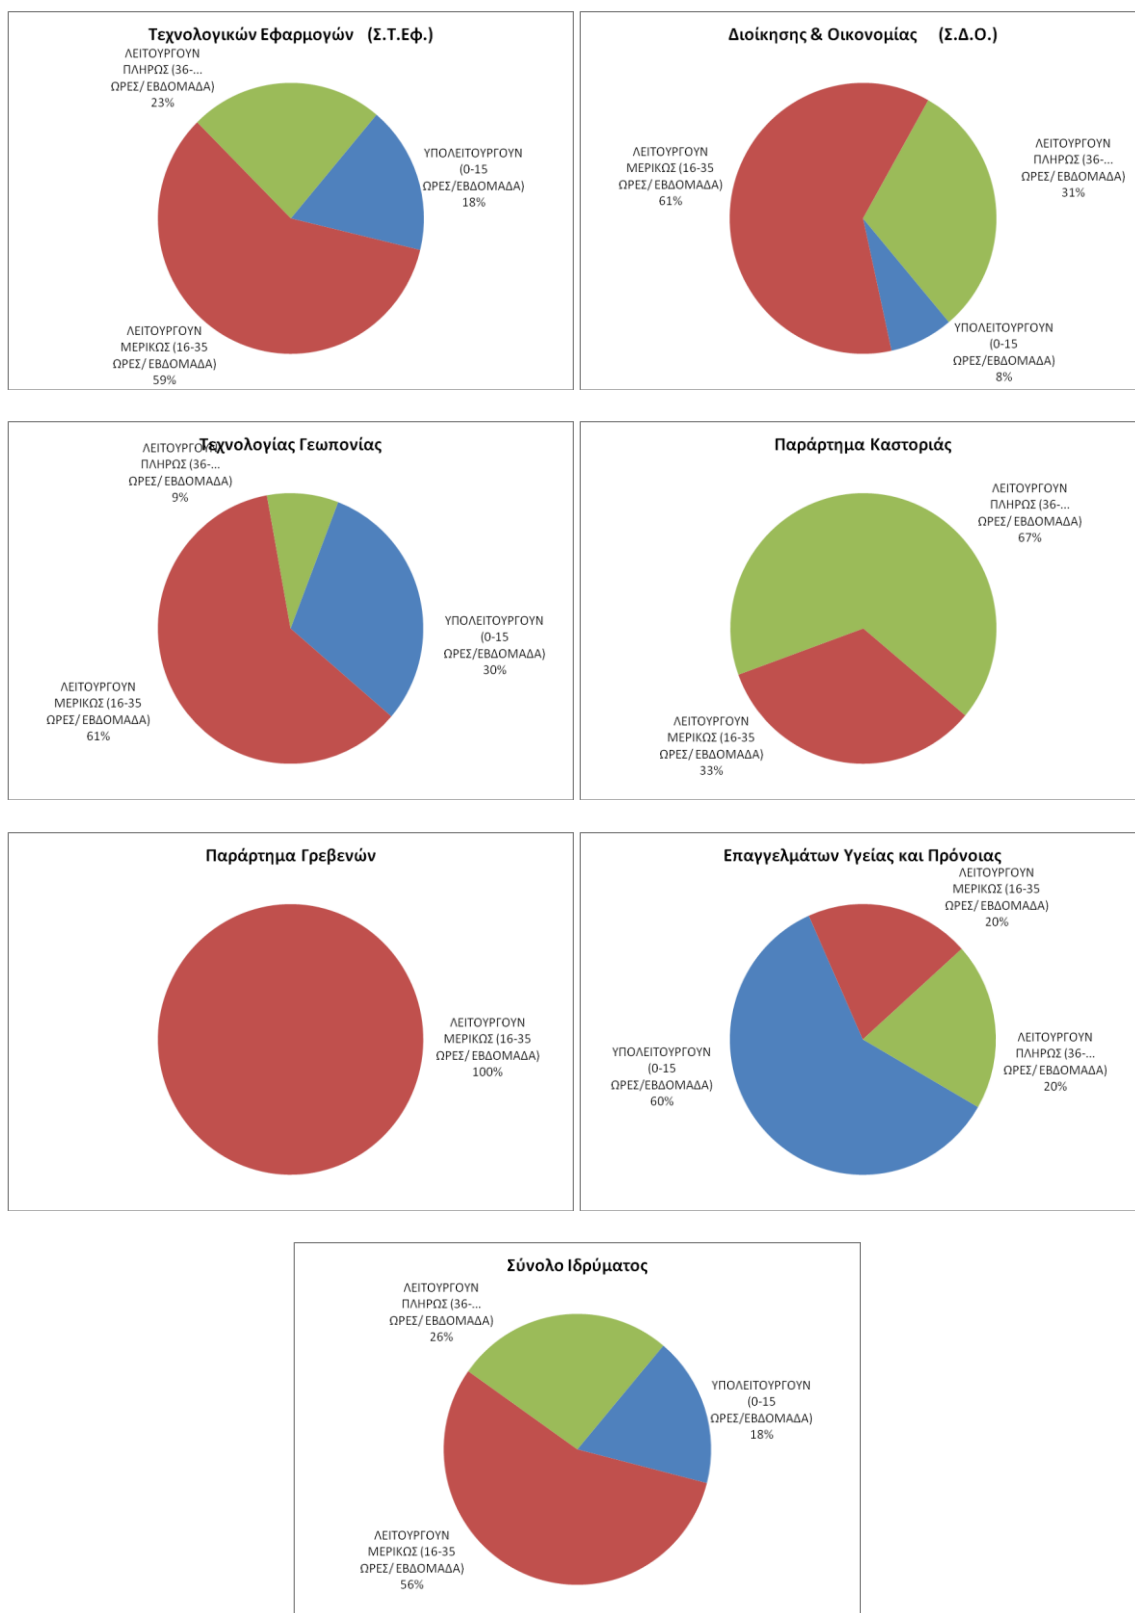 Τεχνολογικών Εφαρμογών (Σ.Τ.Εφ.)
ΛΕΙΤΟΥΡΓΟΥΝ
ΠΛΗΡΩΣ (36-...
ΩΡΕΣ/ΕΒΔΟΜΑΔΑ)
23%
ΥΠΟΛΕΙΤΟΥΡΓΟΥΝ
(0-15
ΩΡΕΣ/ΕΒΔΟΜΑΔΑ)
18%
ΛΕΙΤΟΥΡΓΟΥΝ
ΜΕΡΙΚΩΣ (16-35
ΩΡΕΣ/ΕΒΔΟΜΑΔΑ)
59%
Διοίκησης & Οικονομίας (Σ.Δ.Ο.)
ΛΕΙΤΟΥΡΓΟΥΝ
ΜΕΡΙΚΩΣ (16-35
ΩΡΕΣ/ΕΒΔΟΜΑΔΑ)
61%
ΛΕΙΤΟΥΡΓΟΥΝ
ΠΛΗΡΩΣ (36-...
ΩΡΕΣ/ΕΒΔΟΜΑΔΑ)
31%
ΥΠΟΛΕΙΤΟΥΡΓΟΥΝ
(0-15
ΩΡΕΣ/ΕΒΔΟΜΑΔΑ)
8%
Τεχνολογίας Γεωπονίας
ΛΕΙΤΟΥΡΓΟΥΝ
ΠΛΗΡΩΣ (36-...
ΩΡΕΣ/ΕΒΔΟΜΑΔΑ)
9%
ΥΠΟΛΕΙΤΟΥΡΓΟΥΝ
(0-15
ΩΡΕΣ/ΕΒΔΟΜΑΔΑ)
30%
ΛΕΙΤΟΥΡΓΟΥΝ
ΜΕΡΙΚΩΣ (16-35
ΩΡΕΣ/ΕΒΔΟΜΑΔΑ)
61%
Παράρτημα Καστοριάς
ΛΕΙΤΟΥΡΓΟΥΝ
ΠΛΗΡΩΣ (36-...
ΩΡΕΣ/ΕΒΔΟΜΑΔΑ)
67%
ΛΕΙΤΟΥΡΓΟΥΝ
ΜΕΡΙΚΩΣ (16-35
ΩΡΕΣ/ΕΒΔΟΜΑΔΑ)
33%
Παράρτημα Γρεβενών
ΛΕΙΤΟΥΡΓΟΥΝ
ΜΕΡΙΚΩΣ (16-35
ΩΡΕΣ/ΕΒΔΟΜΑΔΑ)
100%
Επαγγελμάτων Υγείας και Πρόνοιας
ΛΕΙΤΟΥΡΓΟΥΝ
ΜΕΡΙΚΩΣ (16-35
ΩΡΕΣ/ΕΒΔΟΜΑΔΑ)
20%
ΛΕΙΤΟΥΡΓΟΥΝ
ΠΛΗΡΩΣ (36-...
ΩΡΕΣ/ΕΒΔΟΜΑΔΑ)
20%
ΥΠΟΛΕΙΤΟΥΡΓΟΥΝ
(0-15
ΩΡΕΣ/ΕΒΔΟΜΑΔΑ)
60%
Σύνολο Ιδρύματος
ΛΕΙΤΟΥΡΓΟΥΝ
ΠΛΗΡΩΣ (36-...
ΩΡΕΣ/ΕΒΔΟΜΑΔΑ)
26%
ΥΠΟΛΕΙΤΟΥΡΓΟΥΝ
(0-15
ΩΡΕΣ/ΕΒΔΟΜΑΔΑ)
18%
ΛΕΙΤΟΥΡΓΟΥΝ
ΜΕΡΙΚΩΣ (16-35
ΩΡΕΣ/ΕΒΔΟΜΑΔΑ)
56%